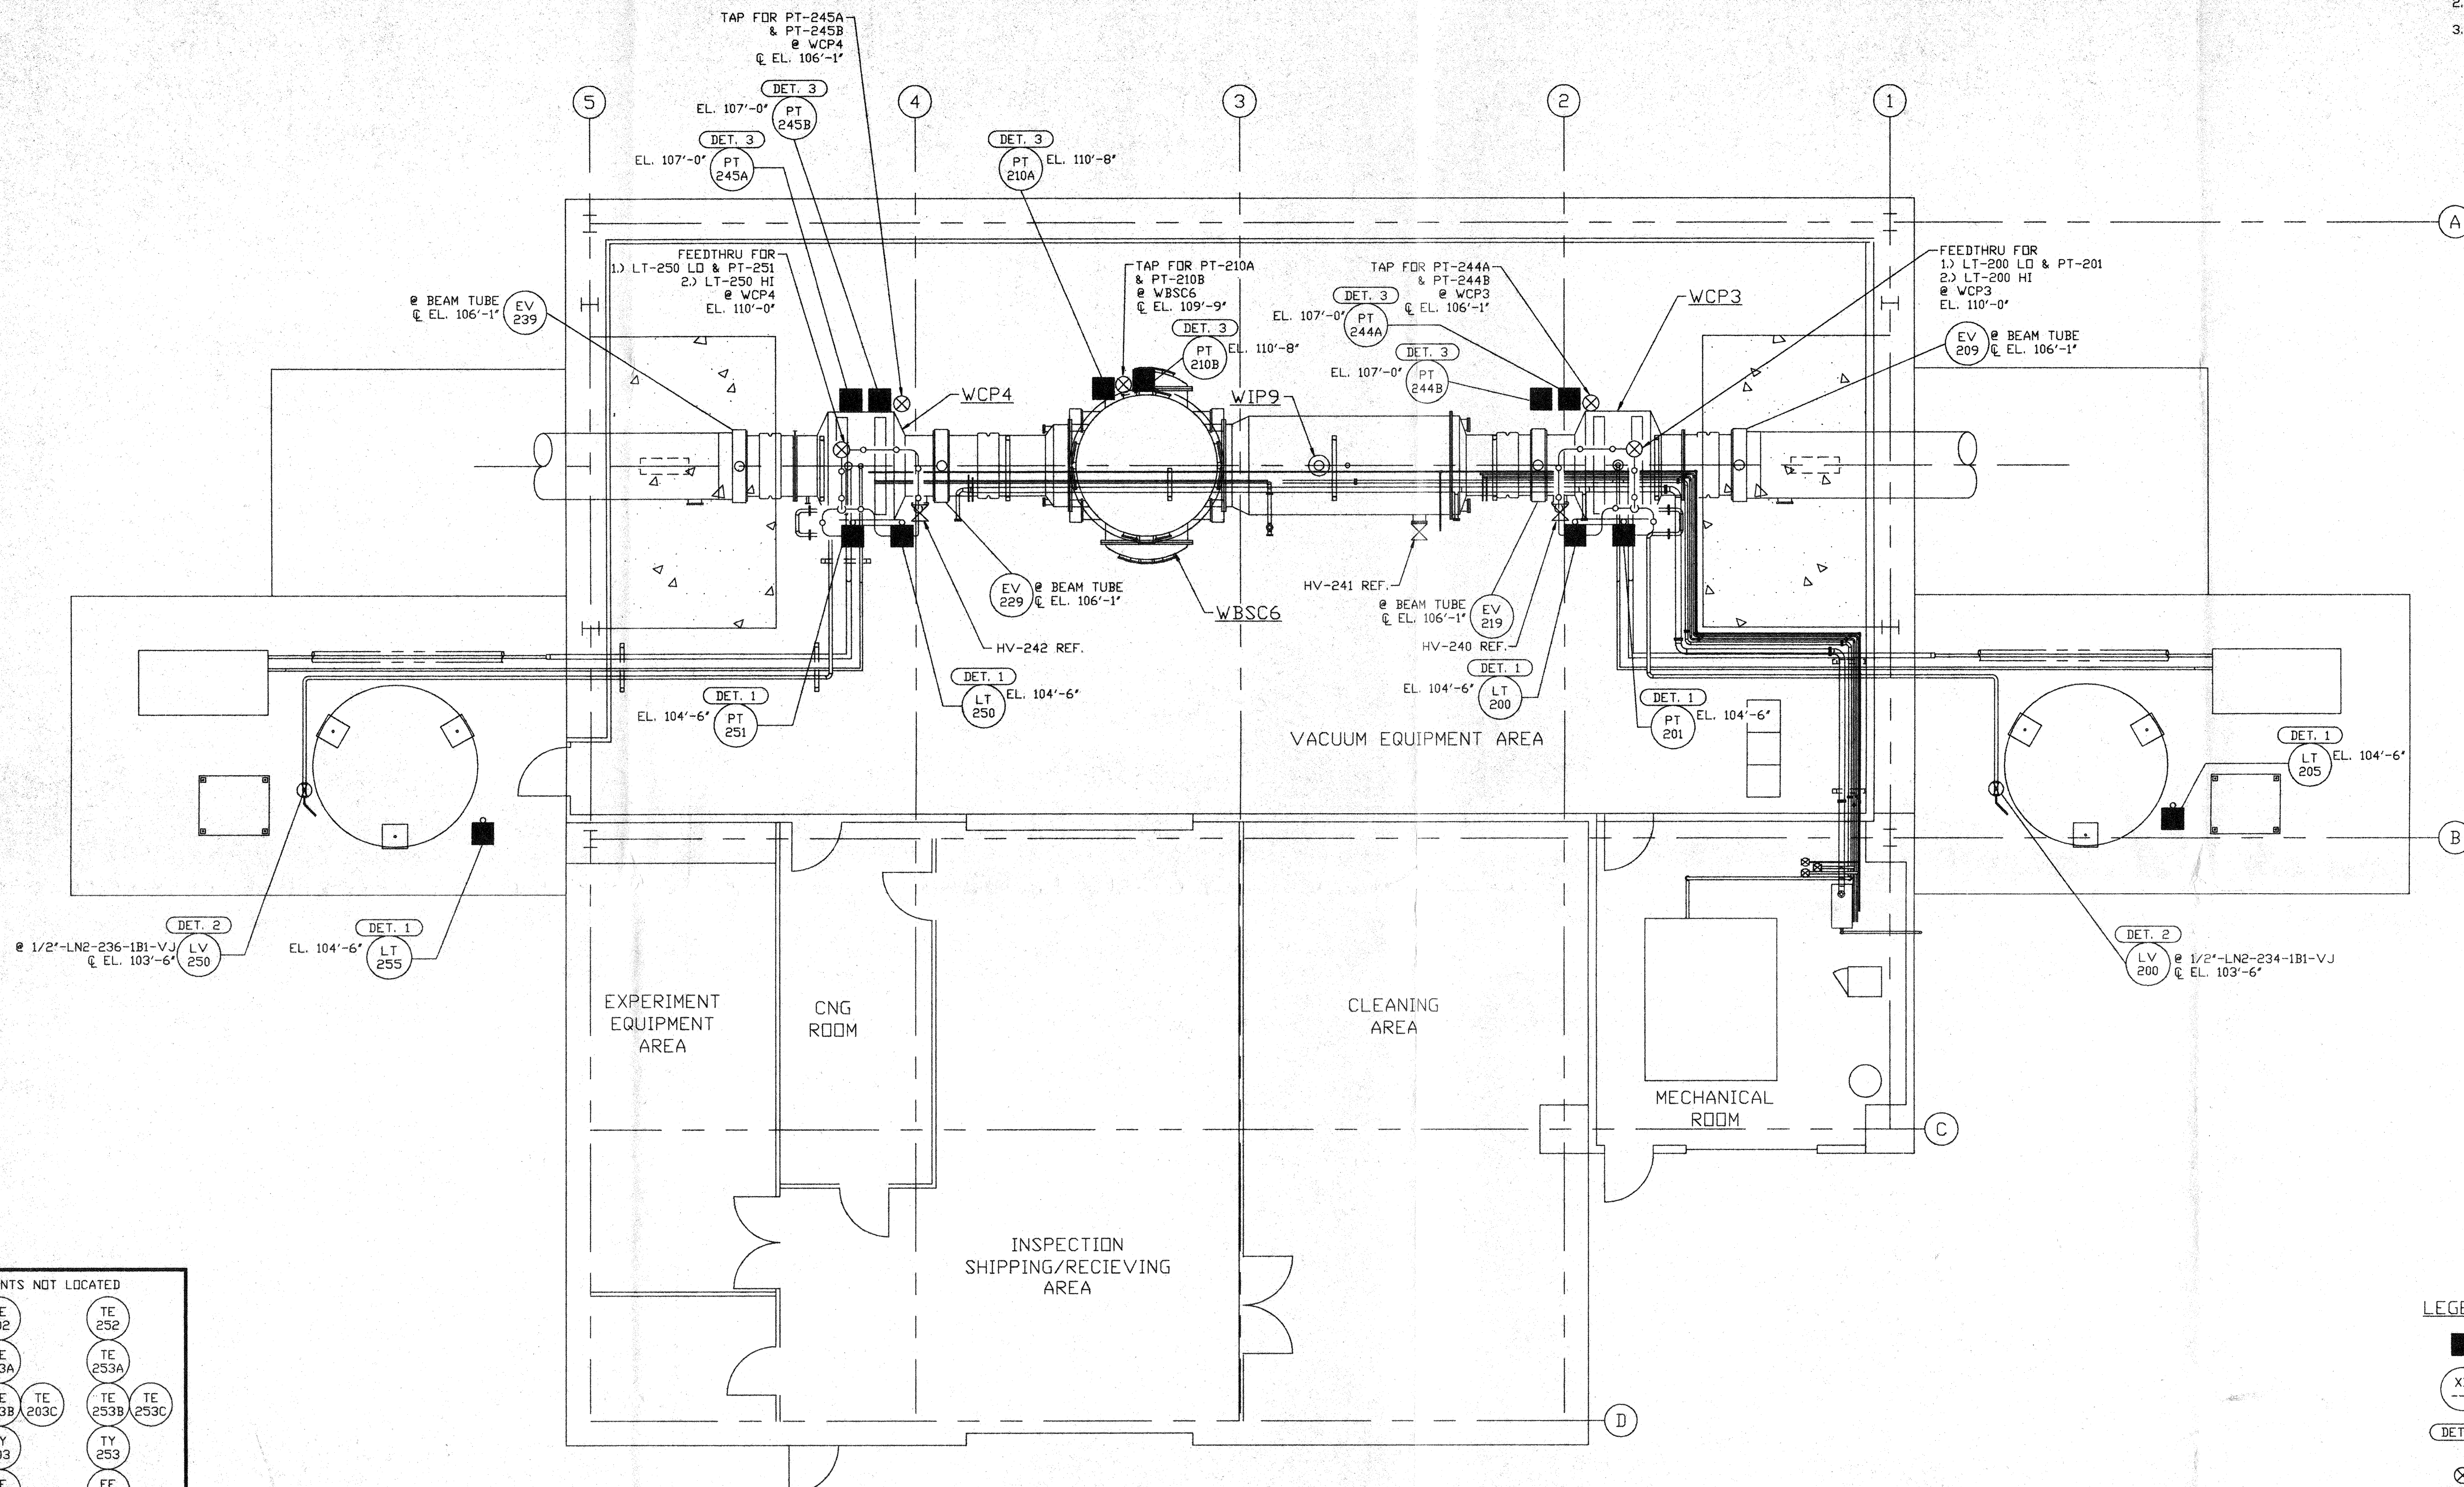 2.
3.
TAP FOR PT-245A
& PT-245B
@ WCP4
℄ EL. 106'-1"
DET. 3
EL. 107'-0"
PT
245B
DET. 3
EL. 107'-0"
PT
245A
DET. 3
PT
210A
EL. 110'-8"
5
4
3
2
1
A
FEEDTHRU FOR
1.) LT-250 LO & PT-251
2.) LT-250 HI
@ WCP4
EL. 110'-0"
@ BEAM TUBE
℄ EL. 106'-1"
EV
239
TAP FOR PT-210A
& PT-210B
@ WBSC6
℄ EL. 109'-9"
DET. 3
PT
210B
EL. 110'-8"
TAP FOR PT-244A
& PT-244B
@ WCP3
℄ EL. 106'-1"
DET. 3
EL. 107'-0"
PT
244A
DET. 3
EL. 107'-0"
PT
244B
WCP3
FEEDTHRU FOR
1.) LT-200 LO & PT-201
2.) LT-200 HI
@ WCP3
EL. 110'-0"
EV
209
@ BEAM TUBE
℄ EL. 106'-1"
WCP4
WIP9
EV
229
@ BEAM TUBE
℄ EL. 106'-1"
WBSC6
HV-241 REF.
@ BEAM TUBE
℄ EL. 106'-1"
EV
219
HV-242 REF.
HV-240 REF.
DET. 1
EL. 104'-6"
PT
251
DET. 1
LT
250
EL. 104'-6"
DET. 1
EL. 104'-6"
LT
200
DET. 1
PT
201
EL. 104'-6"
VACUUM EQUIPMENT AREA
DET. 1
LT
205
EL. 104'-6"
B
DET. 2
@ 1/2"-LN2-236-1B1-VJ
℄ EL. 103'-6"
LV
250
DET. 1
EL. 104'-6"
LT
255
DET. 2
LV
200
@ 1/2"-LN2-234-1B1-VJ
℄ EL. 103'-6"
EXPERIMENT
EQUIPMENT
AREA
CNG
ROOM
CLEANING
AREA
MECHANICAL
ROOM
C
INSPECTION
SHIPPING/RECIEVING
AREA
D
NTS NOT LOCATED
E
02
TE
252
E
3A
TE
253A
E
3B
TE
203C
TE
253B
TE
253C
Y
03
TY
253
LEGE
X
DET